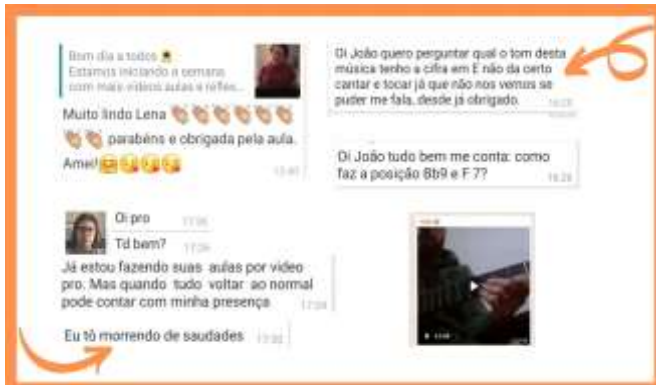 Bom dia a todos
Estamos iniciando a semana
com mais vídeos aulas e refles...
Muito lindo Lena 👏🏼👏🏼👏🏼👏🏼👏🏼👏🏼
👏🏼👏🏼 parabéns e obrigada pela aula.
Amei!
Oi João quero perguntar qual o tom desta
música tenho a cifra em E não da certo
cantar e tocar já que não nos vemos se
puder me fala, desde já obrigado.
Oi João tudo bem me conta: como
faz a posição Bb9 e F 7?
Oi pro
Td bem?
Já estou fazendo suas aulas por video
pro. Mas quando tudo voltar ao normal
pode contar com minha presença
Eu tô morrendo de saudades